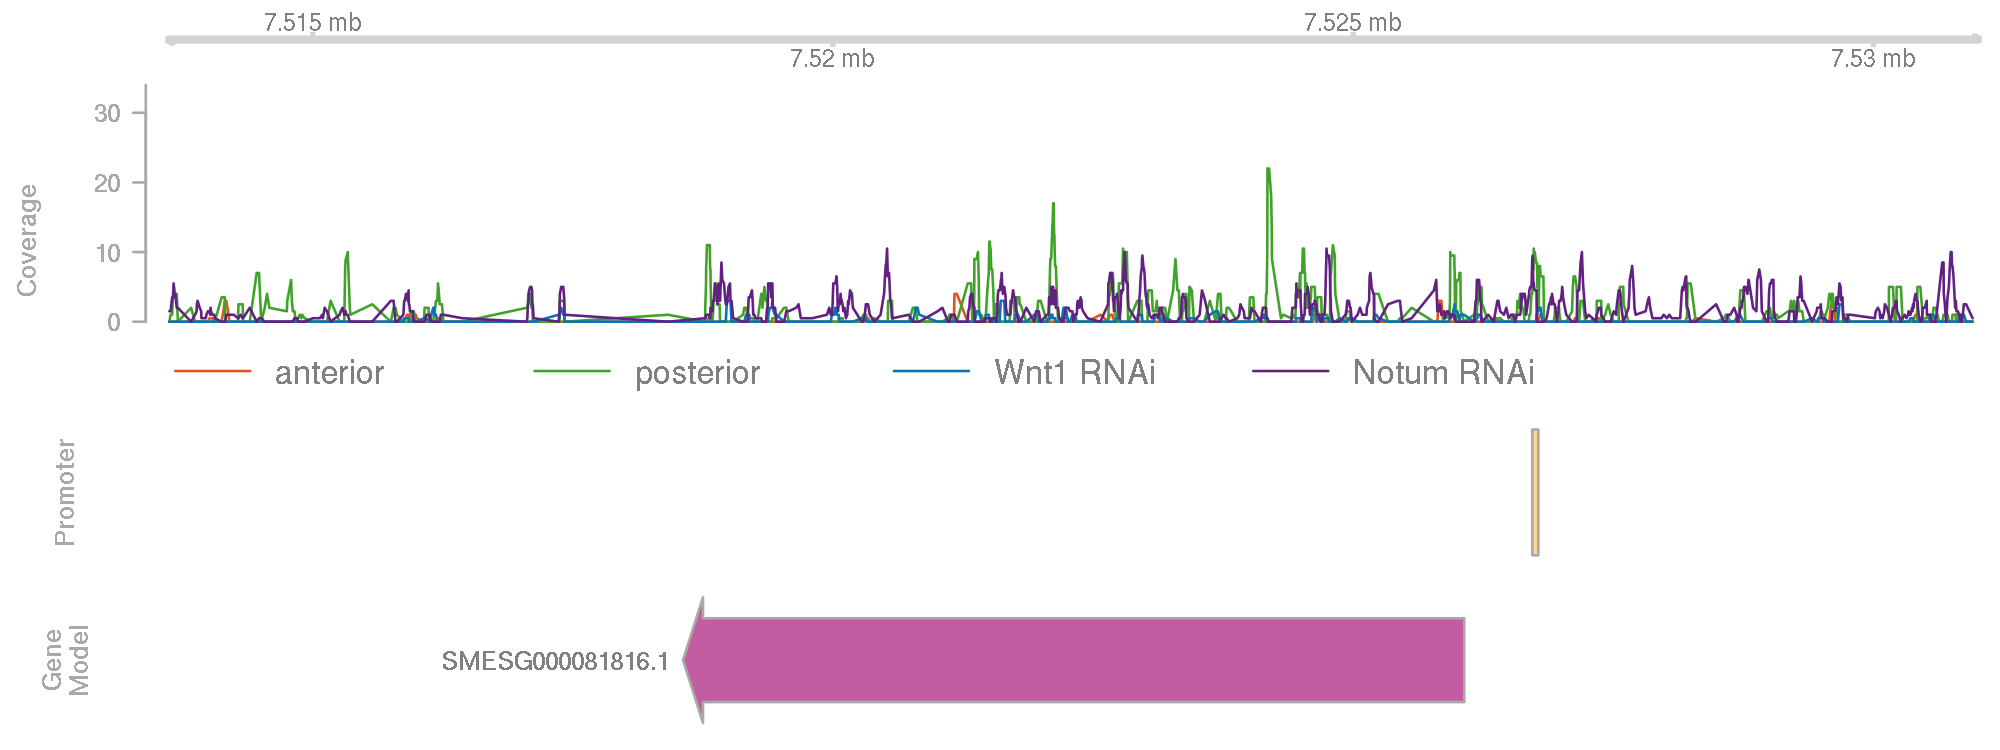 7.515 mb
7.525 mb
7.52 mb
7.53 mb
Coverage
30
20
10
0
anterior
posterior
Wnt1 RNAi
Notum RNAi
Promoter
Gene
Model
SMESG000081816.1